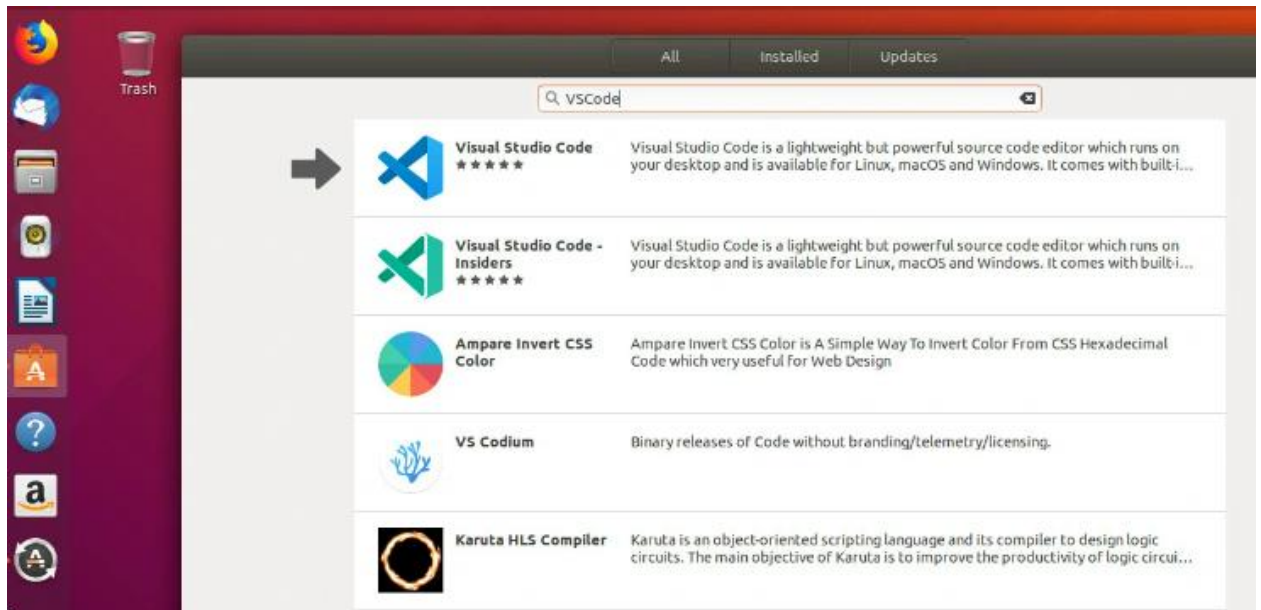 All Installed Updates
Trash
VSCode
Visual Studio Code
Visual Studio Code is a lightweight but powerful source code editor which runs on
your desktop and is available for Linux, macOS and Windows. It comes with built-i...
Visual Studio Code -
Insiders
Visual Studio Code is a lightweight but powerful source code editor which runs on
your desktop and is available for Linux, macOS and Windows. It comes with built-i...
Ampare Invert CSS
Color
Ampare Invert CSS Color is A Simple Way To Invert Color From CSS Hexadecimal
Code which very useful for Web Design
VS Codium
Binary releases of Code without branding/telemetry/licensing.
Karuta HLS Compiler
Karuta is an object-oriented scripting language and its compiler to design logic
circuits. The main objective of Karuta is to improve the productivity of logic circui...